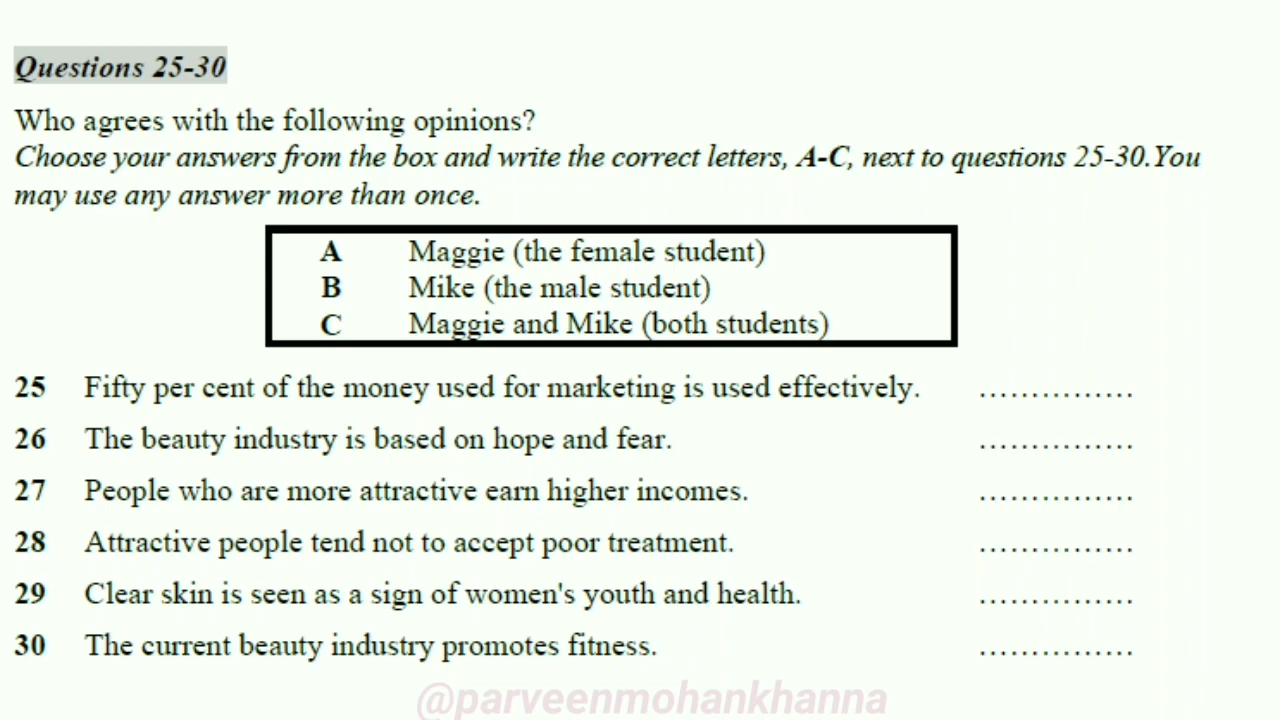 Questions 25-30
Who agrees with the following opinions?
Choose your answers from the box and write the correct letters, A-C, next to questions 25-30.You
may use any answer more than once.
A Maggie (the female student)
B Mike (the male student)
C Maggie and Mike (both students)
25 Fifty per cent of the money used for marketing is used effectively. ...............
26 The beauty industry is based on hope and fear. ...............
27 People who are more attractive earn higher incomes. ...............
28 Attractive people tend not to accept poor treatment. ...............
29 Clear skin is seen as a sign of women's youth and health. ...............
30 The current beauty industry promotes fitness. ...............
@parveenmohankhanna